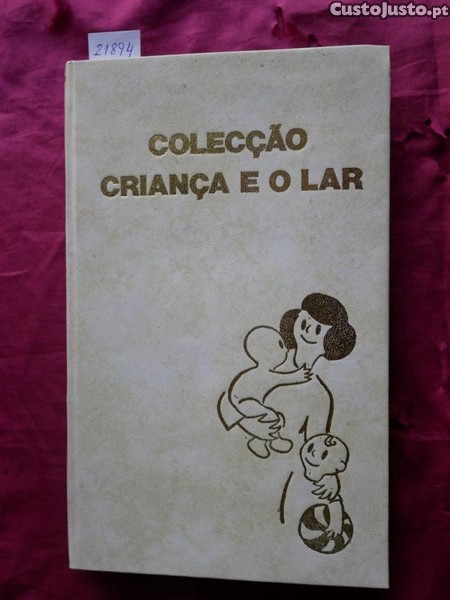 CustoJusto.pt
21894
COLECÇÃO
CRIANÇA E O LAR